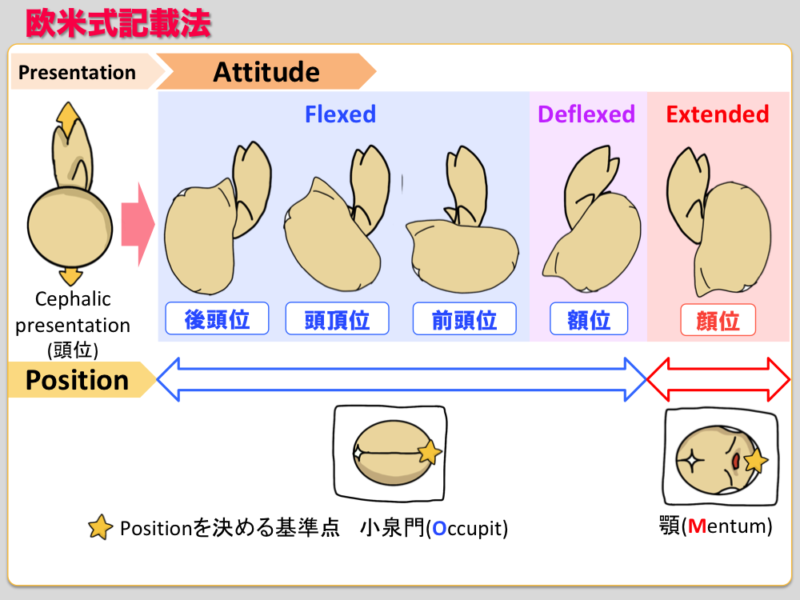 欧米式記載法
Presentation
Attitude
Flexed
Deflexed
Extended
Cephalic
presentation
(頭位)
後頭位
頭頂位
前頭位
額位
顔位
Position
Positionを決める基準点 小泉門(Occupit)
顎(Mentum)